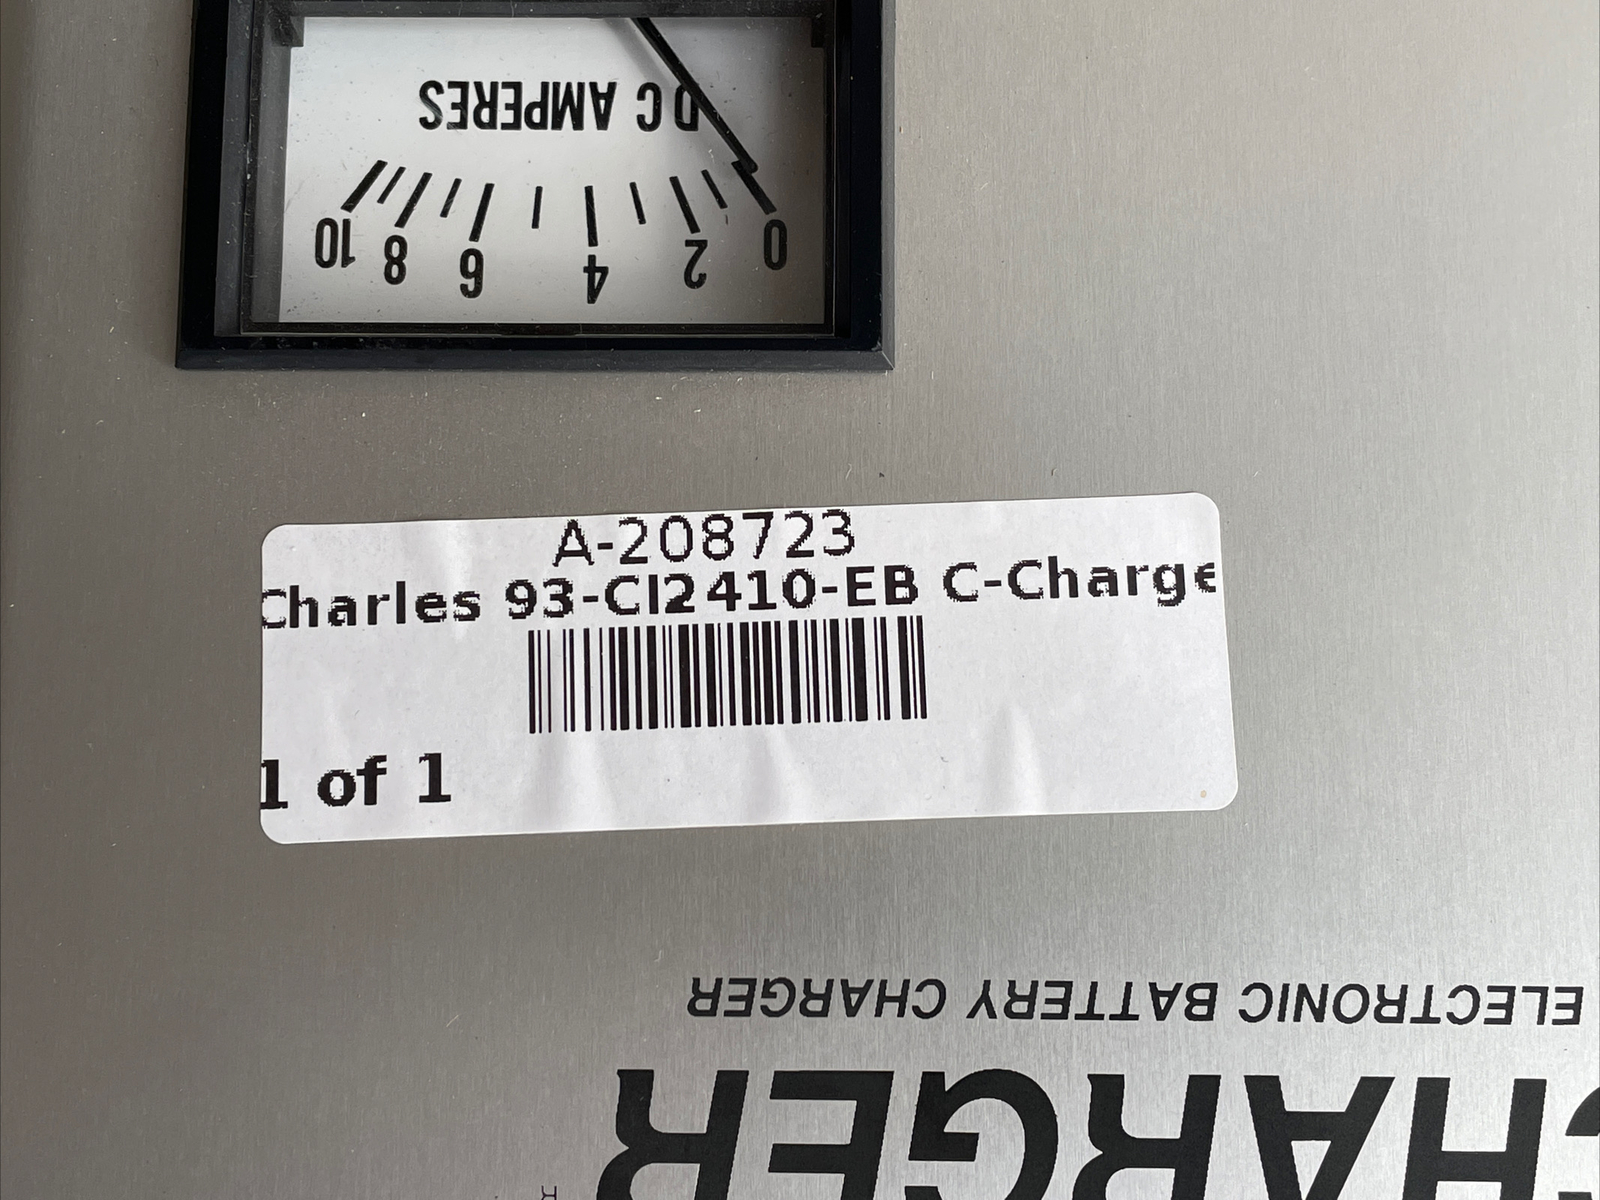 DC AMPERES
10 8 6 4 2 0
A-208723
Charles 93-CI2410-EB C-Charge
1 of 1
ELECTRONIC BATTERY CHARGER
CHARGER